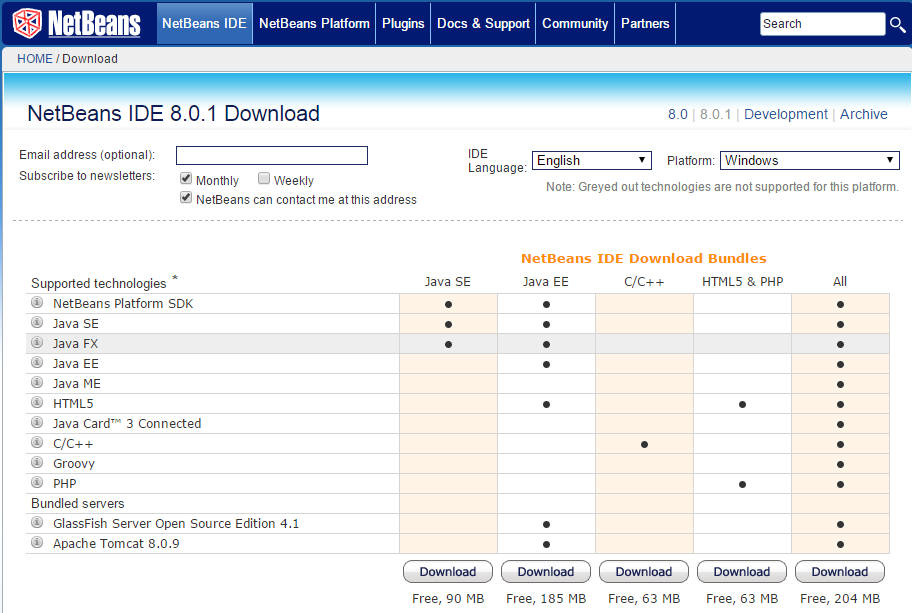 NetBeans NetBeans IDE NetBeans Platform Plugins Docs & Support Community Partners Search
HOME / Download
NetBeans IDE 8.0.1 Download 8.0 | 8.0.1 | Development | Archive
Email address (optional): IDE Language: English Platform: Windows
Subscribe to newsletters: Monthly Weekly
Note: Greyed out technologies are not supported for this platform.
NetBeans can contact me at this address
NetBeans IDE Download Bundles
Supported technologies * Java SE Java EE C/C++ HTML5 & PHP All
NetBeans Platform SDK • • •
Java SE • • •
Java FX • • •
Java EE • •
Java ME •
HTML5 • • •
Java Card™ 3 Connected •
C/C++ • •
Groovy •
PHP • •
Bundled servers
GlassFish Server Open Source Edition 4.1 • •
Apache Tomcat 8.0.9 • •
Download Download Download Download Download
Free, 90 MB Free, 185 MB Free, 63 MB Free, 63 MB Free, 204 MB